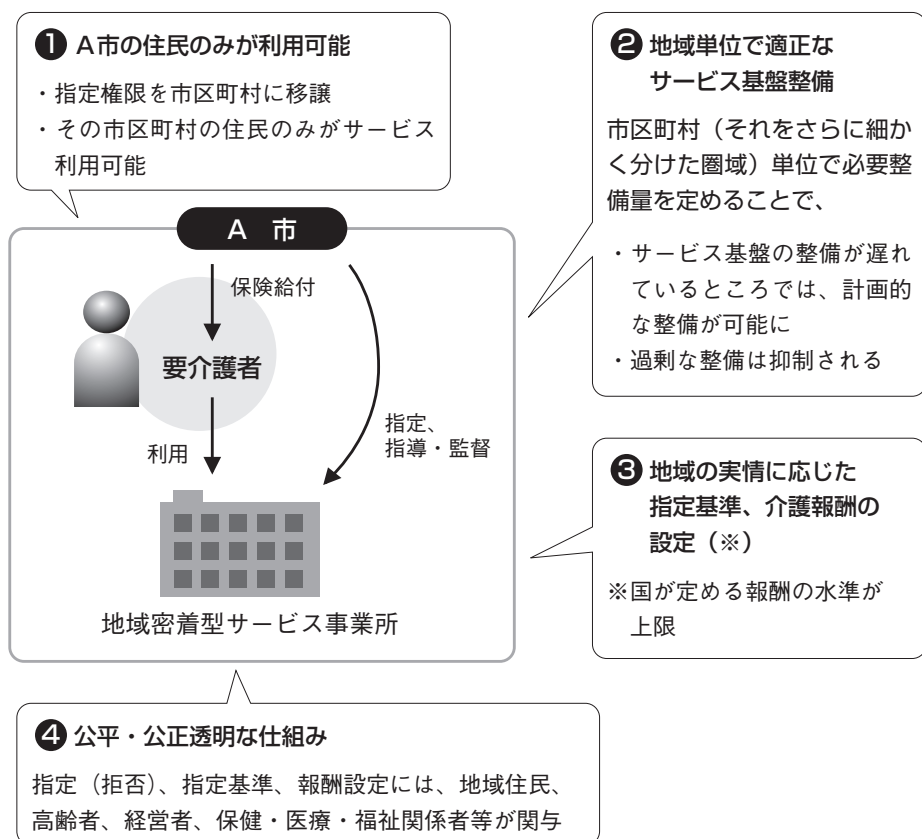 ❶ A市の住民のみが利用可能
・指定権限を市区町村に移譲
・その市区町村の住民のみがサービス
利用可能
❷ 地域単位で適正な
サービス基盤整備
市区町村（それをさらに細か
く分けた圏域）単位で必要整
備量を定めることで、
・サービス基盤の整備が遅れ
ているところでは、計画的
な整備が可能に
・過剰な整備は抑制される
A 市
保険給付
要介護者
利用
指定、
指導・監督
地域密着型サービス事業所
❸ 地域の実情に応じた
指定基準、介護報酬の
設定（※）
※国が定める報酬の水準が
上限
❹ 公平・公正透明な仕組み
指定（拒否）、指定基準、報酬設定には、地域住民、
高齢者、経営者、保健・医療・福祉関係者等が関与